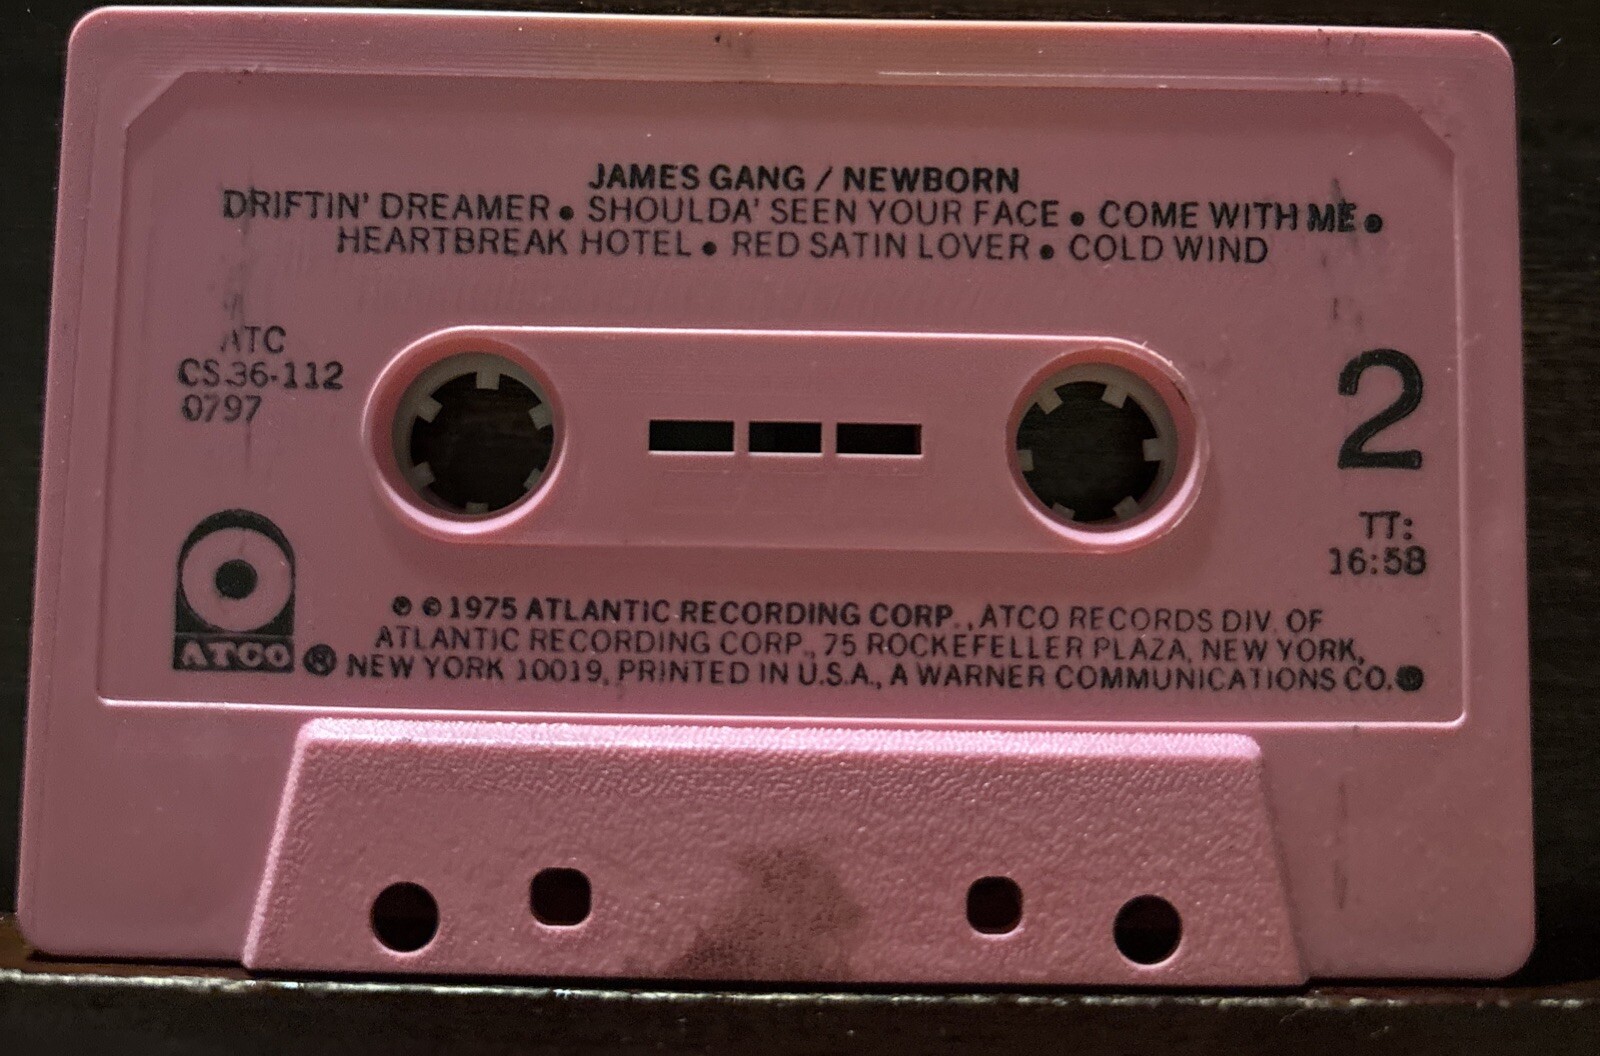 JAMES GANG / NEWBORN
DRIFTIN' DREAMER • SHOULDA' SEEN YOUR FACE • COME WITH ME •
HEARTBREAK HOTEL • RED SATIN LOVER • COLD WIND
ATC
CS 36-112
0797
2
TT:
16:58
ATCO ®
℗ © 1975 ATLANTIC RECORDING CORP., ATCO RECORDS DIV. OF
ATLANTIC RECORDING CORP., 75 ROCKEFELLER PLAZA, NEW YORK,
NEW YORK 10019, PRINTED IN U.S.A., A WARNER COMMUNICATIONS CO.